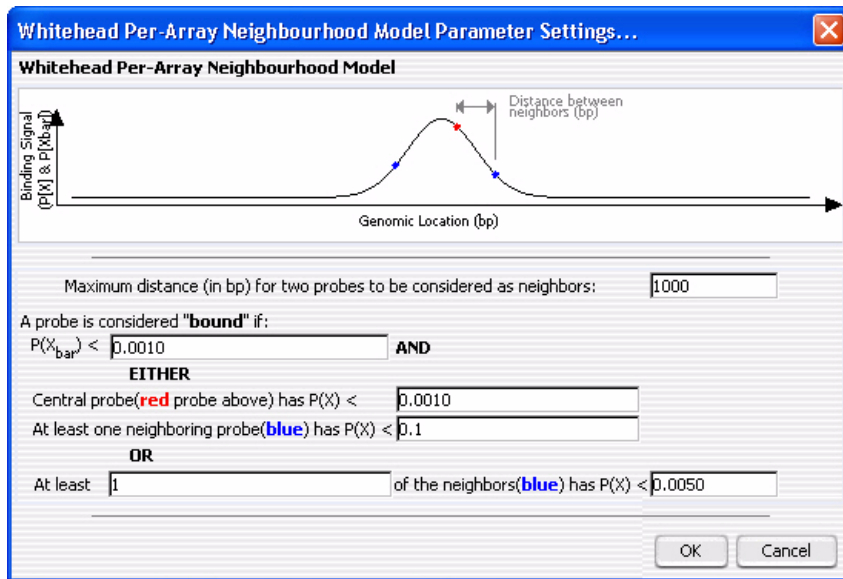 Whitehead Per-Array Neighbourhood Model Parameter Settings...
Whitehead Per-Array Neighbourhood Model
Binding Signal
(P[X] & P[Xbar])
Distance between
neighbors (bp)
Genomic Location (bp)
Maximum distance (in bp) for two probes to be considered as neighbors: 1000
A probe is considered "bound" if:
P(Xbar) < 0.0010 AND
EITHER
Central probe(red probe above) has P(X) < 0.0010
At least one neighboring probe(blue) has P(X) < 0.1
OR
At least 1 of the neighbors(blue) has P(X) < 0.0050
OK Cancel